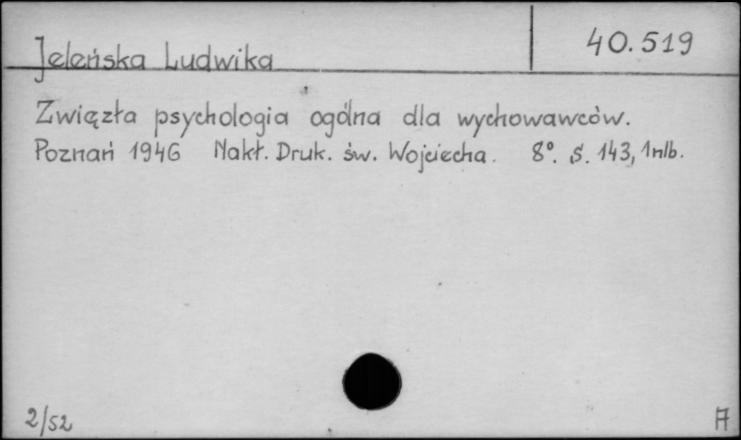 Jeleńska Ludwika
40.519
Zwięzła psychologia ogólna dla wychowawców.
Poznań 1946 Nakł. Druk. św. Wojciecha. 8°. S. 143, 1nlb.
2/52
A